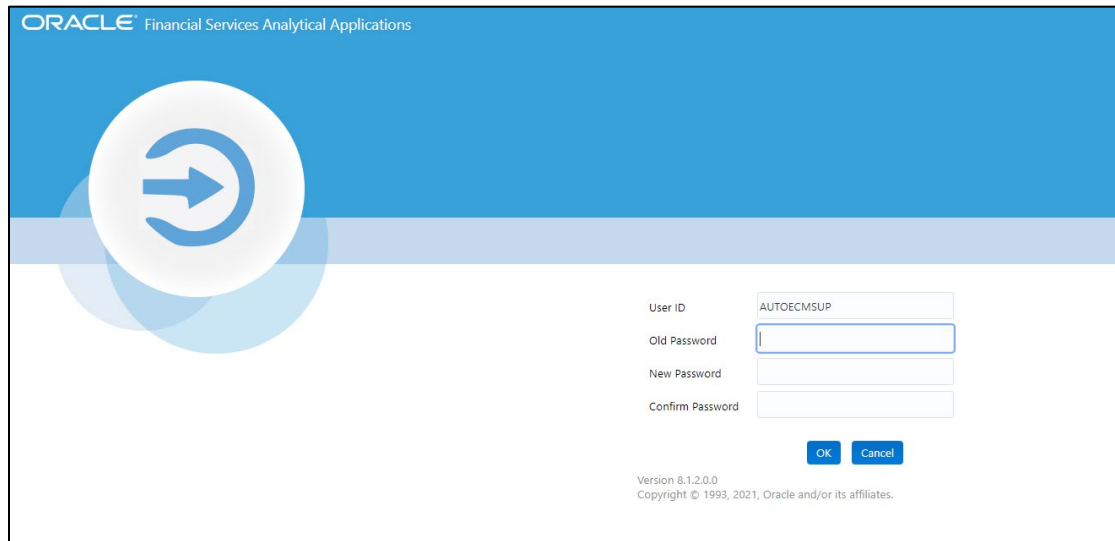 ORACLE® Financial Services Analytical Applications
User ID AUTOECMSUP
Old Password
New Password
Confirm Password
OK Cancel
Version 8.1.2.0.0
Copyright © 1993, 2021, Oracle and/or its affiliates.